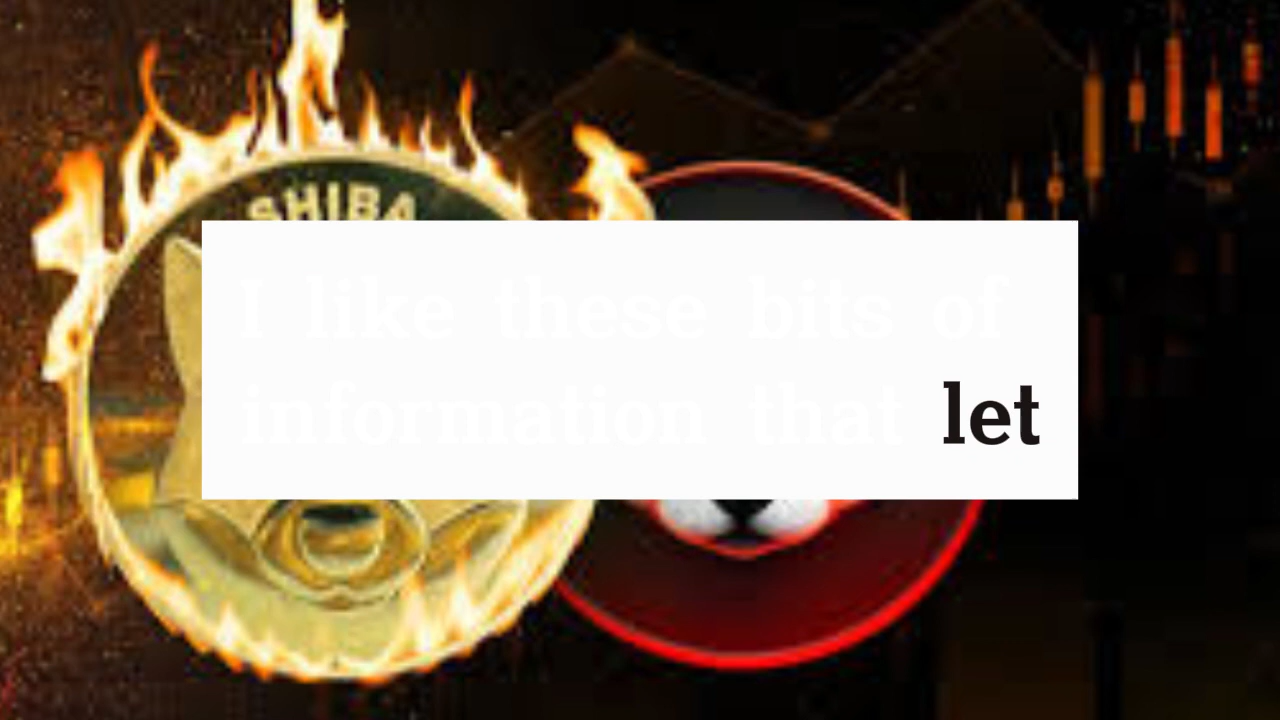 SHIBA
I like these bits of
information that let